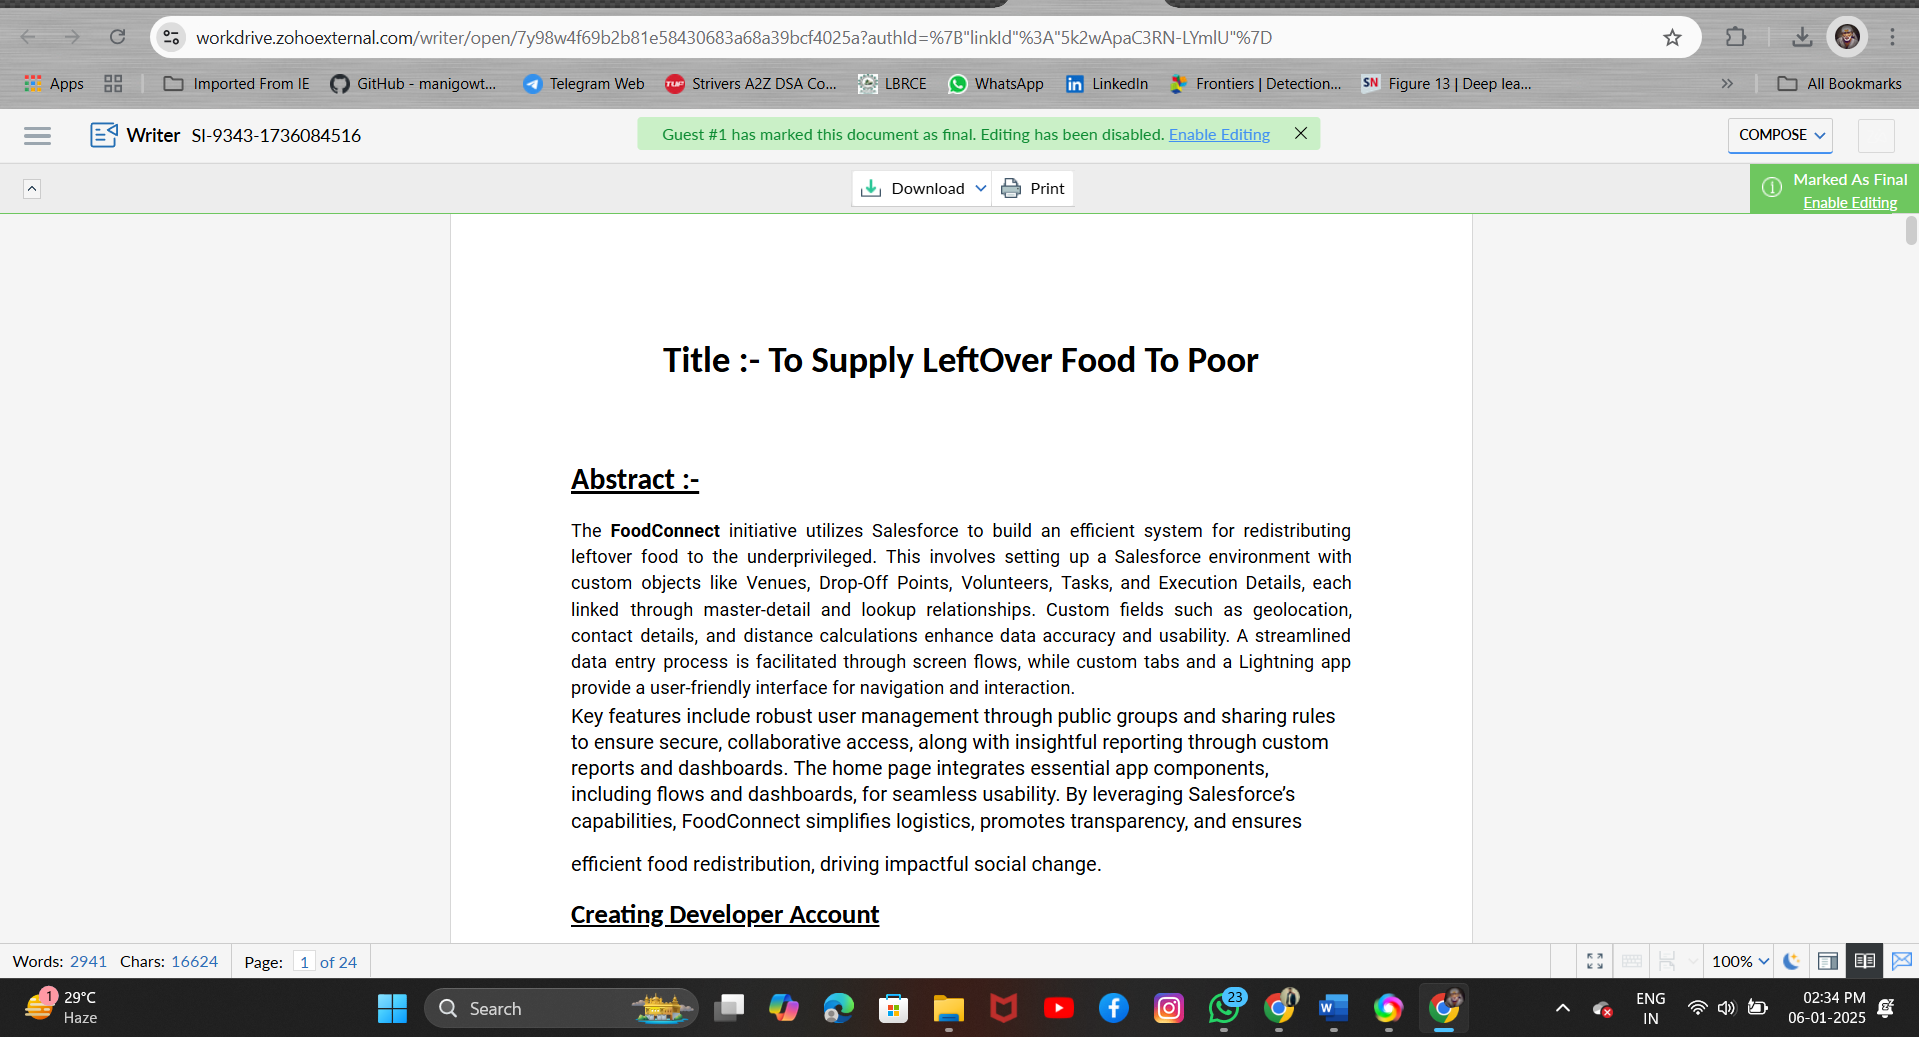 workdrive.zohoexternal.com/writer/open/7y98w4f69b2b81e58430683a68a39bcf4025a?authId=%7B"linkId"%3A"5k2wApaC3RN-LYmlU"%7D
Apps Imported From IE GitHub - manigowt... Telegram Web TUF Strivers A2Z DSA Co... LBRCE WhatsApp in LinkedIn Frontiers | Detection... SN Figure 13 | Deep lea... » All Bookmarks
Writer SI-9343-1736084516 Guest #1 has marked this document as final. Editing has been disabled. Enable Editing COMPOSE
Download Print
Marked As Final
Enable Editing
Title :- To Supply LeftOver Food To Poor
Abstract :-
The FoodConnect initiative utilizes Salesforce to build an efficient system for redistributing
leftover food to the underprivileged. This involves setting up a Salesforce environment with
custom objects like Venues, Drop-Off Points, Volunteers, Tasks, and Execution Details, each
linked through master-detail and lookup relationships. Custom fields such as geolocation,
contact details, and distance calculations enhance data accuracy and usability. A streamlined
data entry process is facilitated through screen flows, while custom tabs and a Lightning app
provide a user-friendly interface for navigation and interaction.
Key features include robust user management through public groups and sharing rules
to ensure secure, collaborative access, along with insightful reporting through custom
reports and dashboards. The home page integrates essential app components,
including flows and dashboards, for seamless usability. By leveraging Salesforce’s
capabilities, FoodConnect simplifies logistics, promotes transparency, and ensures
efficient food redistribution, driving impactful social change.
Creating Developer Account
Words: 2941 Chars: 16624 Page: 1 of 24 100%
1 29°C
Haze
Search
23
W
ENG
IN
02:34 PM
06-01-2025